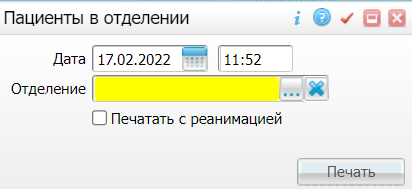 Пациенты в отделении
Дата 17.02.2022 11:52
Отделение ...
Печатать с реанимацией
Печать